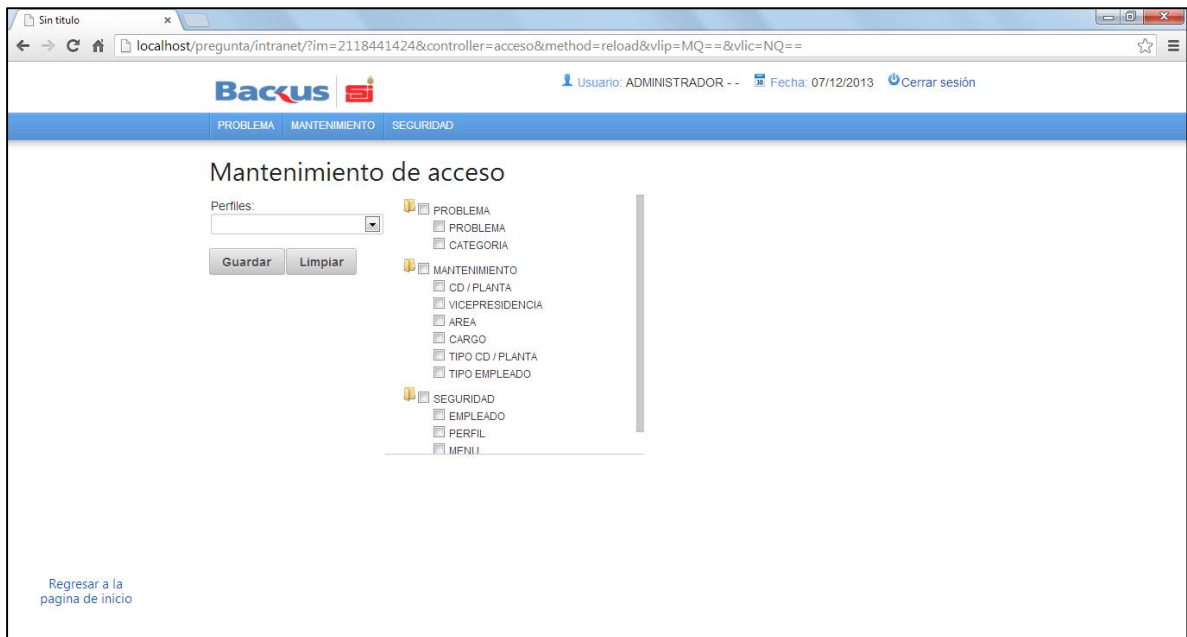 Sin titulo
localhost/pregunta/intranet/?im=2118441424&controller=acceso&method=reload&vlip=MQ==&vlic=NQ==
Backus
Usuario: ADMINISTRADOR - - 30 Fecha: 07/12/2013 Cerrar sesión
PROBLEMA MANTENIMIENTO SEGURIDAD
Mantenimiento de acceso
Perfiles:
Guardar Limpiar
PROBLEMA
PROBLEMA
CATEGORIA
MANTENIMIENTO
CD / PLANTA
VICEPRESIDENCIA
AREA
CARGO
TIPO CD / PLANTA
TIPO EMPLEADO
SEGURIDAD
EMPLEADO
PERFIL
MENU
Regresar a la
pagina de inicio